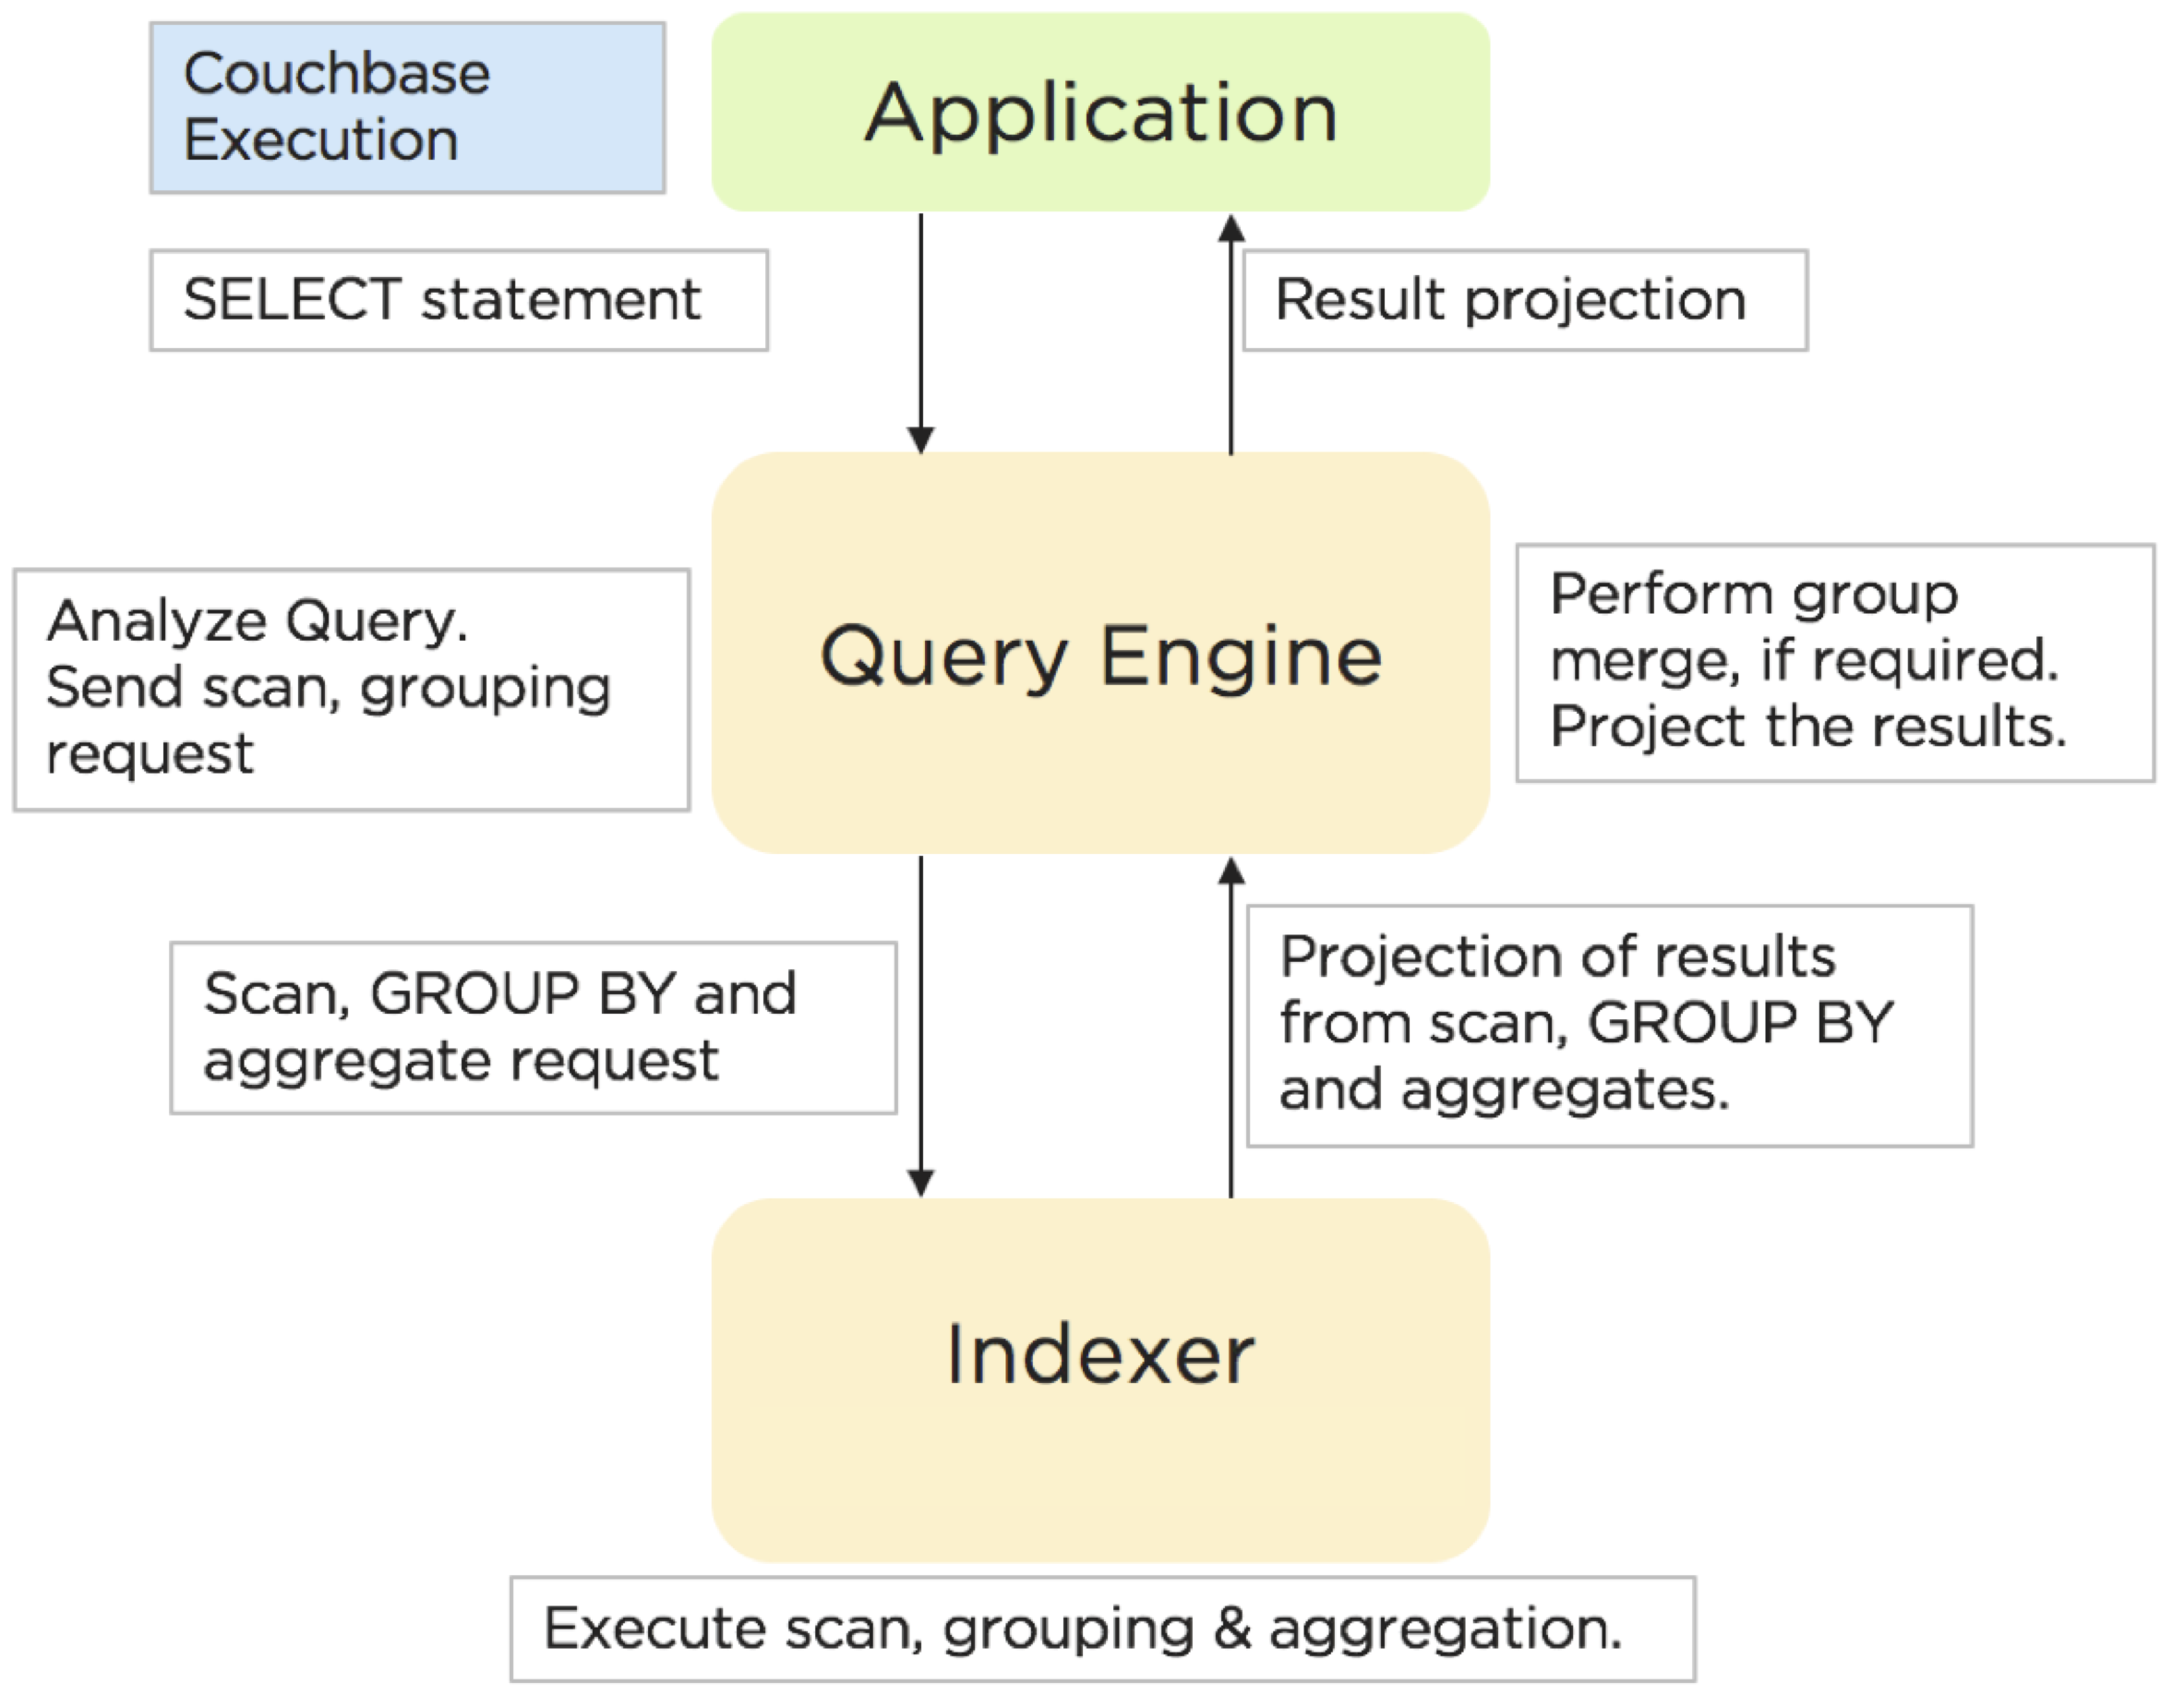 Couchbase
Execution
Application
SELECT statement
Result projection
Analyze Query.
Send scan, grouping
request
Query Engine
Perform group
merge, if required.
Project the results.
Scan, GROUP BY and
aggregate request
Projection of results
from scan, GROUP BY
and aggregates.
Indexer
Execute scan, grouping & aggregation.